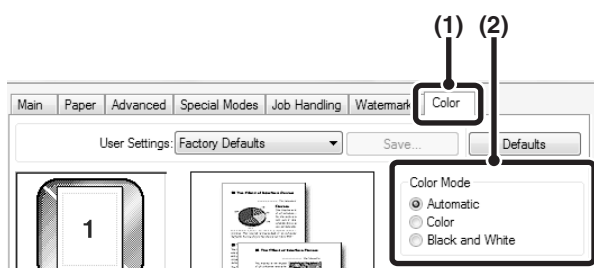 (1) (2)
Main Paper Advanced Special Modes Job Handling Watermark Color
User Settings: Factory Defaults Save... Defaults
Color Mode
Automatic
Color
Black and White
1